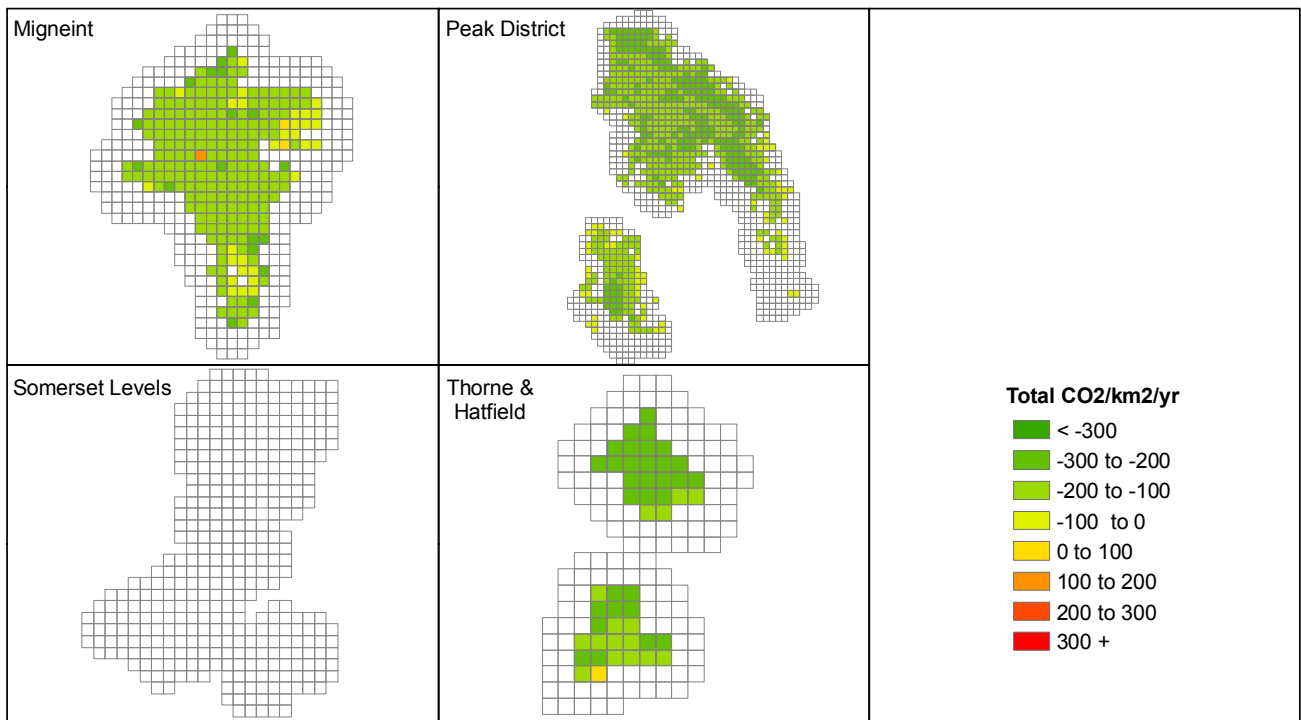 Migneint
Peak District
Somerset Levels
Thorne &
Hatfield
Total CO2/km2/yr
< -300
-300 to -200
-200 to -100
-100 to 0
0 to 100
100 to 200
200 to 300
300 +